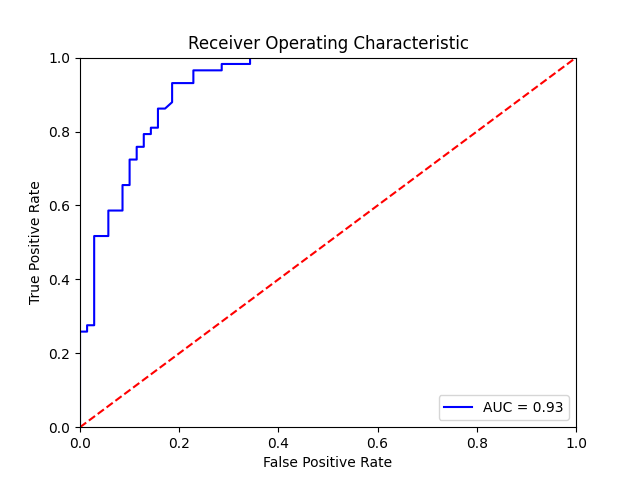 Receiver Operating Characteristic
1.0
0.8
0.6
0.4
0.2
0.0
True Positive Rate
AUC = 0.93
0.0 0.2 0.4 0.6 0.8 1.0
False Positive Rate